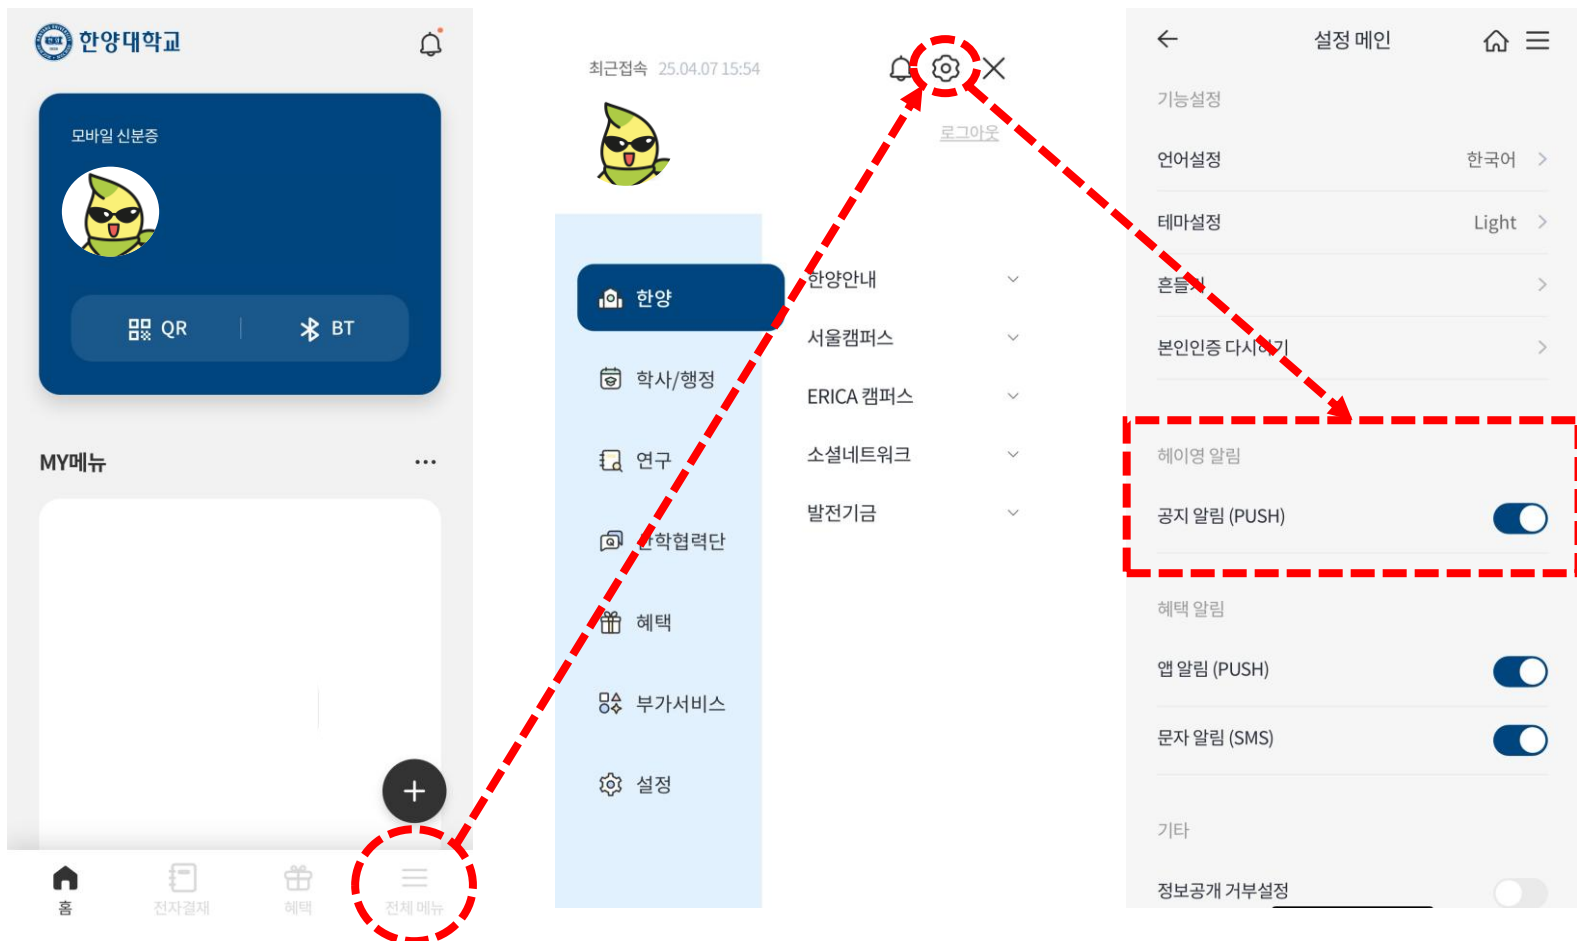 한양대학교
모바일 신분증
QR
BT
MY메뉴
홈
전자결재
혜택
전체 메뉴
최근접속 25.04.07 15:54
로그아웃
한양
학사/행정
연구
산학협력단
혜택
부가서비스
설정
한양안내
서울캠퍼스
ERICA 캠퍼스
소셜네트워크
발전기금
설정 메인
기능설정
언어설정 한국어
테마설정 Light
흔들기
본인인증 다시하기
헤이영 알림
공지 알림 (PUSH)
혜택 알림
앱 알림 (PUSH)
문자 알림 (SMS)
기타
정보공개 거부설정